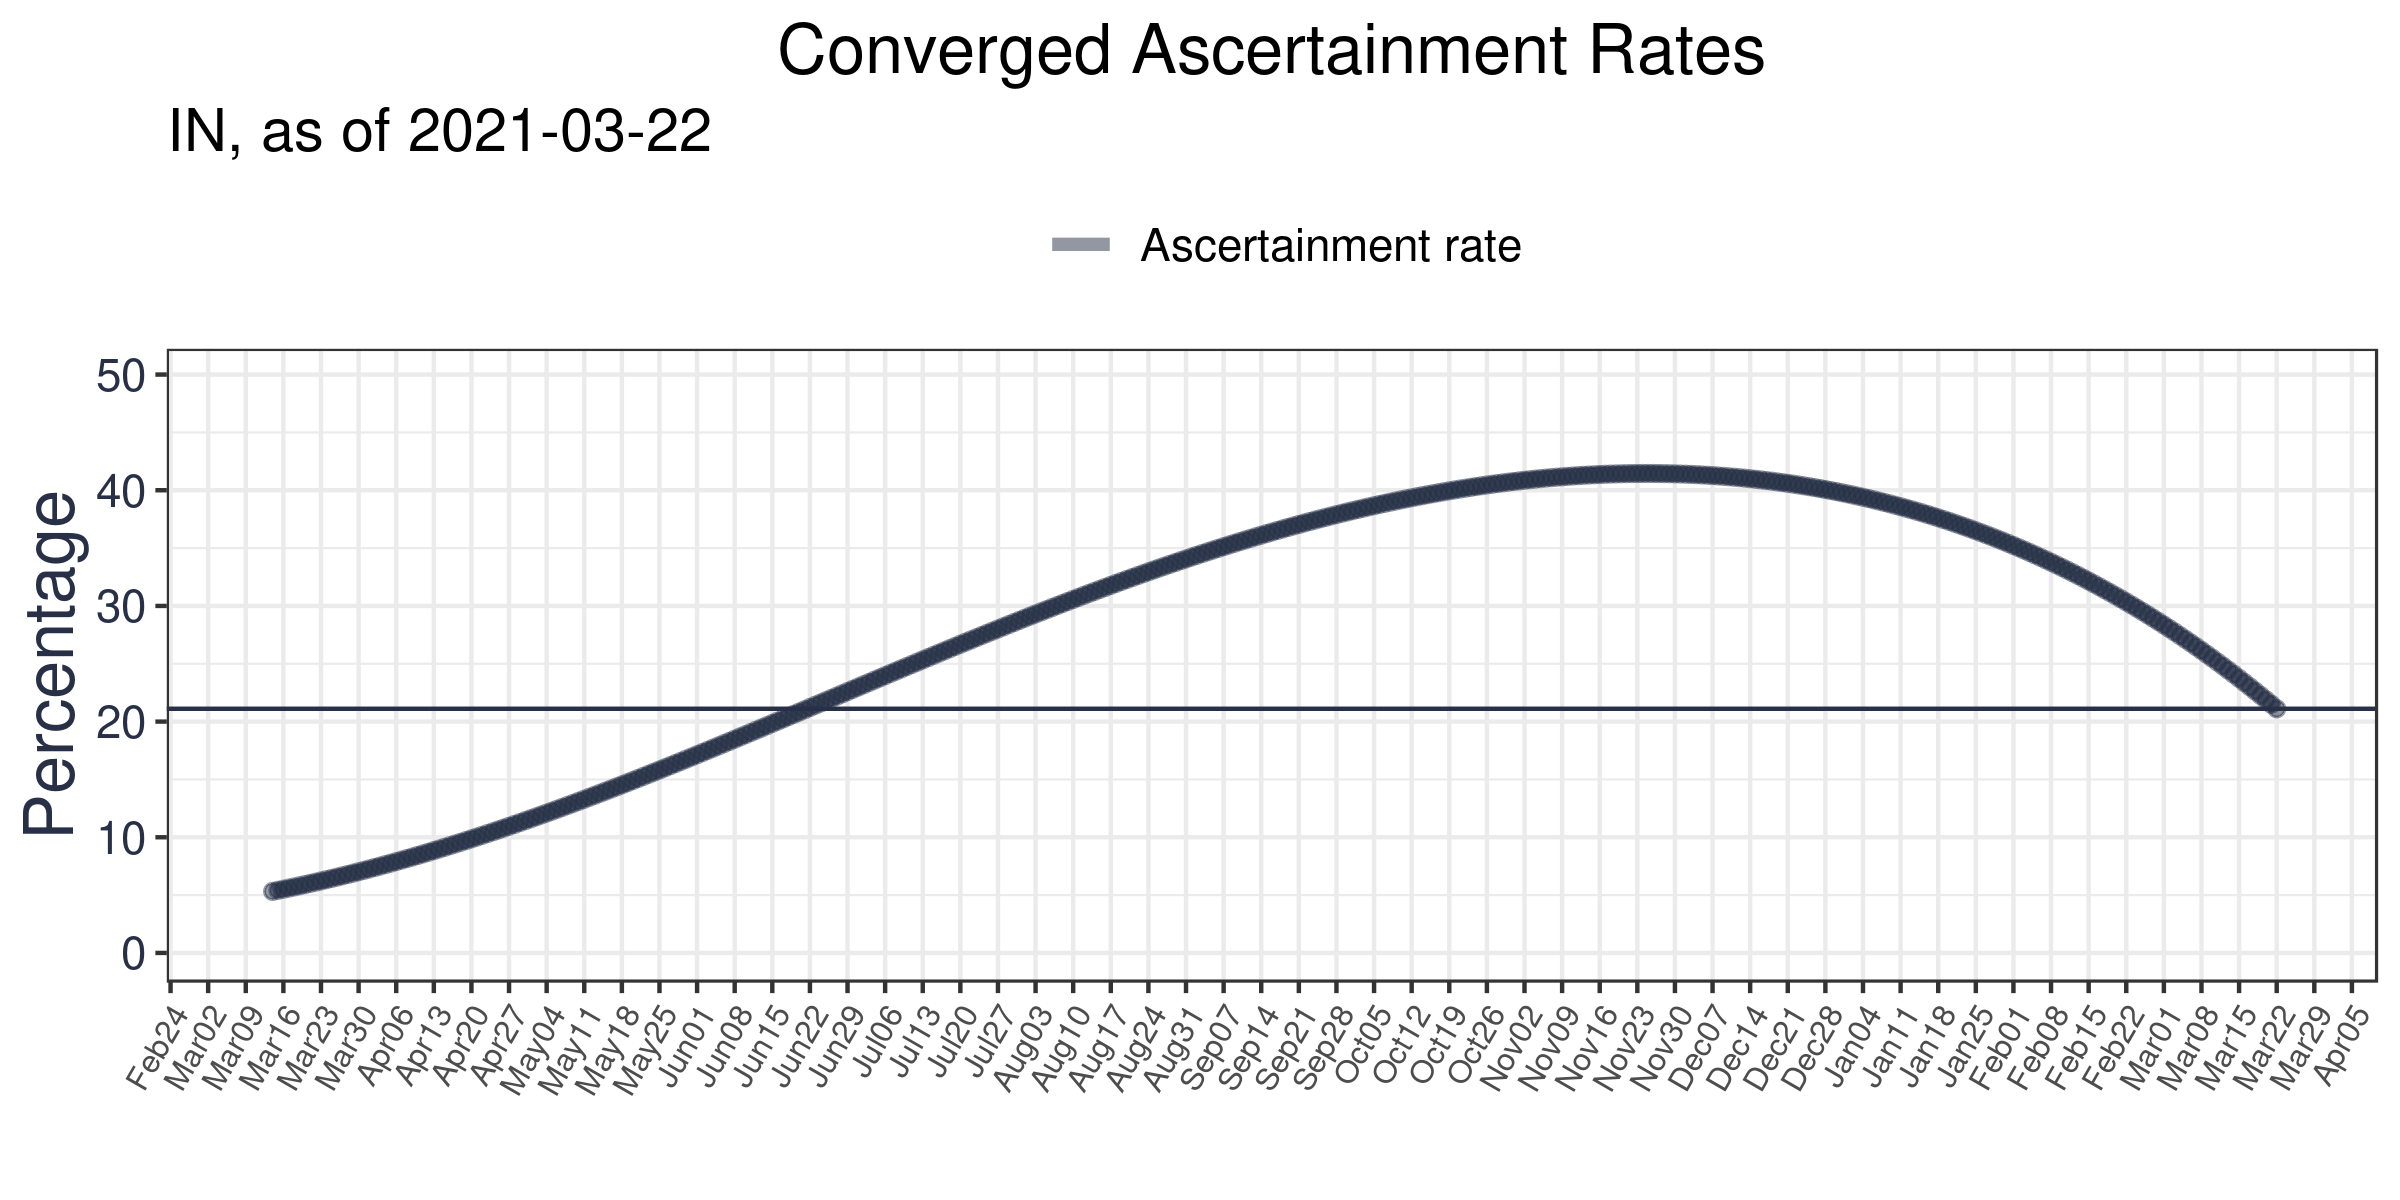 Converged Ascertainment Rates
IN, as of 2021-03-22
Ascertainment rate
Percentage
50
40
30
20
10
0
Feb24 Mar02 Mar09 Mar16 Mar23 Mar30 Apr06 Apr13 Apr20 Apr27 May04 May11 May18 May25 Jun01 Jun08 Jun15 Jun22 Jun29 Jul06 Jul13 Jul20 Jul27 Aug03 Aug10 Aug17 Aug24 Aug31 Sep07 Sep14 Sep21 Sep28 Oct05 Oct12 Oct19 Oct26 Nov02 Nov09 Nov16 Nov23 Nov30 Dec07 Dec14 Dec21 Dec28 Jan04 Jan11 Jan18 Jan25 Feb01 Feb08 Feb15 Feb22 Mar01 Mar08 Mar15 Mar22 Mar29 Apr05